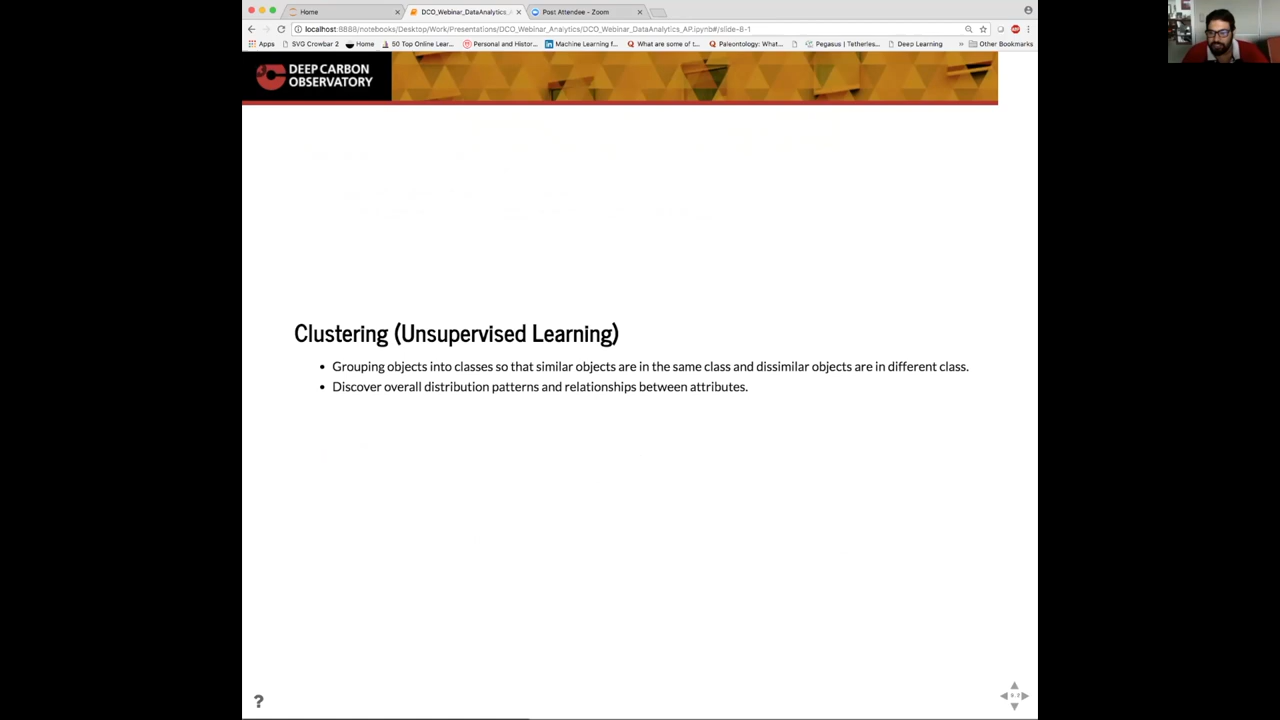 Home
DCO_Webinar_DataAnalytics_
Post Attendee - Zoom
localhost:8888/notebooks/Desktop/Work/Presentations/DCO_Webinar_Analytics/DCO_Webinar_DataAnalytics_AP.ipynb#/slide-8-1
Apps SVG Crowbar 2 Home 50 Top Online Lear... Personal and Histor... Machine Learning f... What are some of t... Paleontology: What... Pegasus | Tetherles... Deep Learning » Other Bookmarks
DEEP CARBON
OBSERVATORY
Clustering (Unsupervised Learning)
• Grouping objects into classes so that similar objects are in the same class and dissimilar objects are in different class.
• Discover overall distribution patterns and relationships between attributes.
?